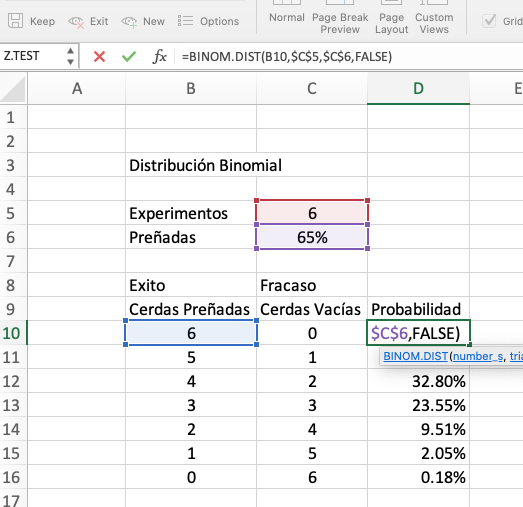 Keep Exit New Options Normal Page Break Preview Page Layout Custom Views Grid
Z.TEST fx =BINOM.DIST(B10,$C$5,$C$6,FALSE)
A B C D E
1
2
3 Distribución Binomial
4
5 Experimentos 6
6 Preñadas 65%
7
8 Exito Fracaso
9 Cerdas Preñadas Cerdas Vacías Probabilidad
10 6 0 $C$6,FALSE)
11 5 1 BINOM.DIST(number_s, tria
12 4 2 32.80%
13 3 3 23.55%
14 2 4 9.51%
15 1 5 2.05%
16 0 6 0.18%
17